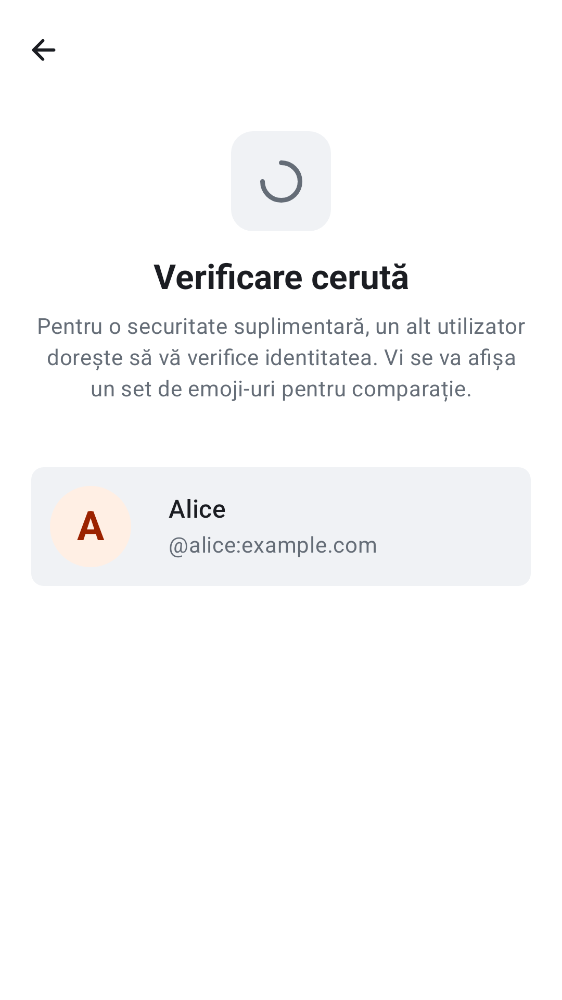 Verificare cerută
Pentru o securitate suplimentară, un alt utilizator
dorește să vă verifice identitatea. Vi se va afișa
un set de emoji-uri pentru comparație.
A
Alice
@alice:example.com